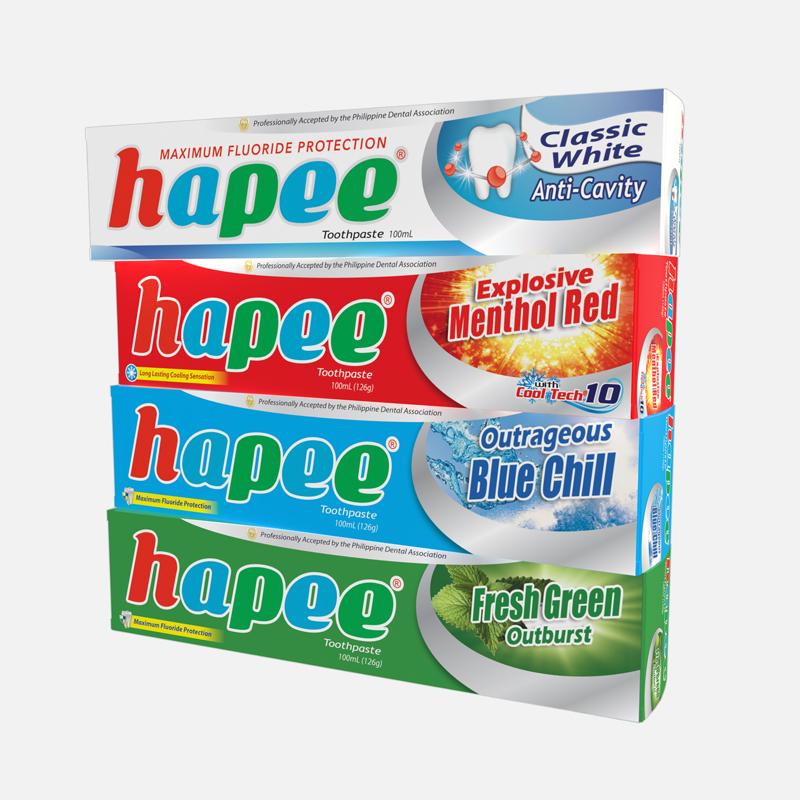 Professionally Accepted by the Philippine Dental Association
MAXIMUM FLUORIDE PROTECTION
hapee®
Toothpaste 100mL
Classic
White
Anti-Cavity
Professionally Accepted by the Philippine Dental Association
hapee®
Long Lasting Cooling Sensation
Toothpaste
100mL (126g)
Explosive
Menthol Red
with
Cool Tech 10
Professionally Accepted by the Philippine Dental Association
hapee®
Maximum Fluoride Protection
Toothpaste
100mL (126g)
Outrageous
Blue Chill
Professionally Accepted by the Philippine Dental Association
hapee®
Maximum Fluoride Protection
Toothpaste
100mL (126g)
Fresh Green
Outburst